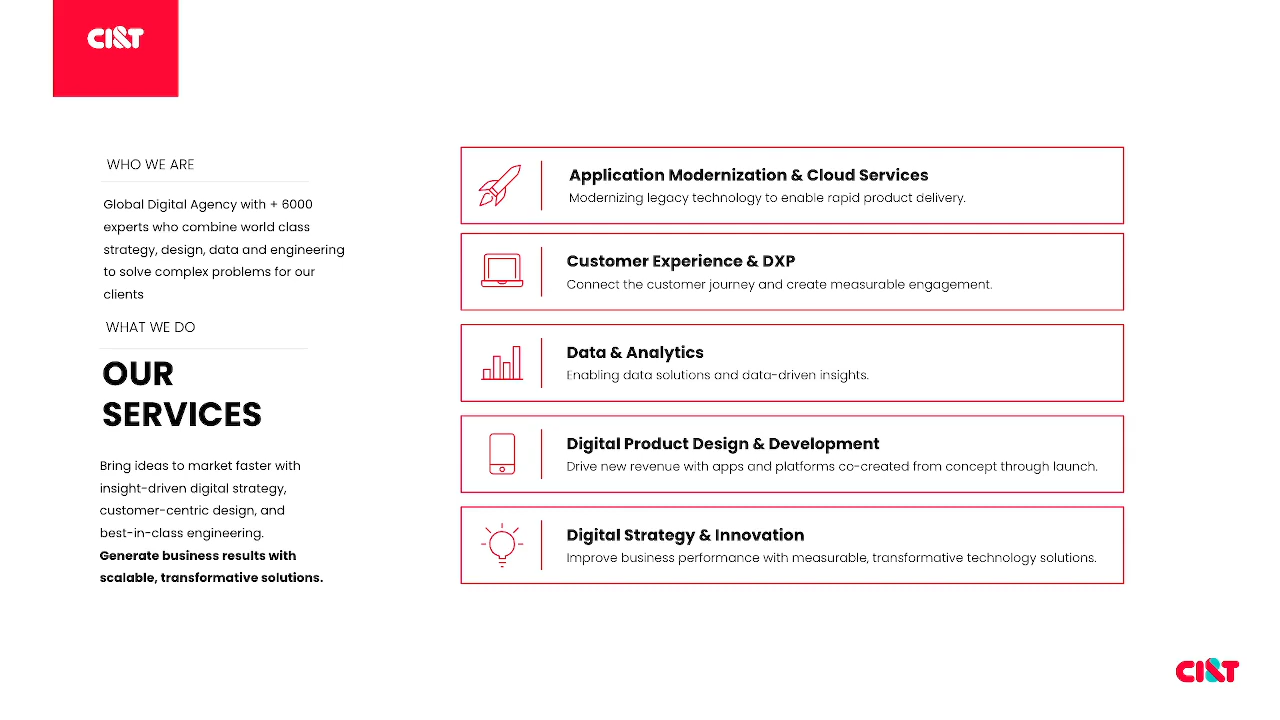 CI&T
WHO WE ARE
Global Digital Agency with + 6000
experts who combine world class
strategy, design, data and engineering
to solve complex problems for our
clients
WHAT WE DO
OUR
SERVICES
Bring ideas to market faster with
insight-driven digital strategy,
customer-centric design, and
best-in-class engineering.
Generate business results with
scalable, transformative solutions.
Application Modernization & Cloud Services
Modernizing legacy technology to enable rapid product delivery.
Customer Experience & DXP
Connect the customer journey and create measurable engagement.
Data & Analytics
Enabling data solutions and data-driven insights.
Digital Product Design & Development
Drive new revenue with apps and platforms co-created from concept through launch.
Digital Strategy & Innovation
Improve business performance with measurable, transformative technology solutions.
CI&T